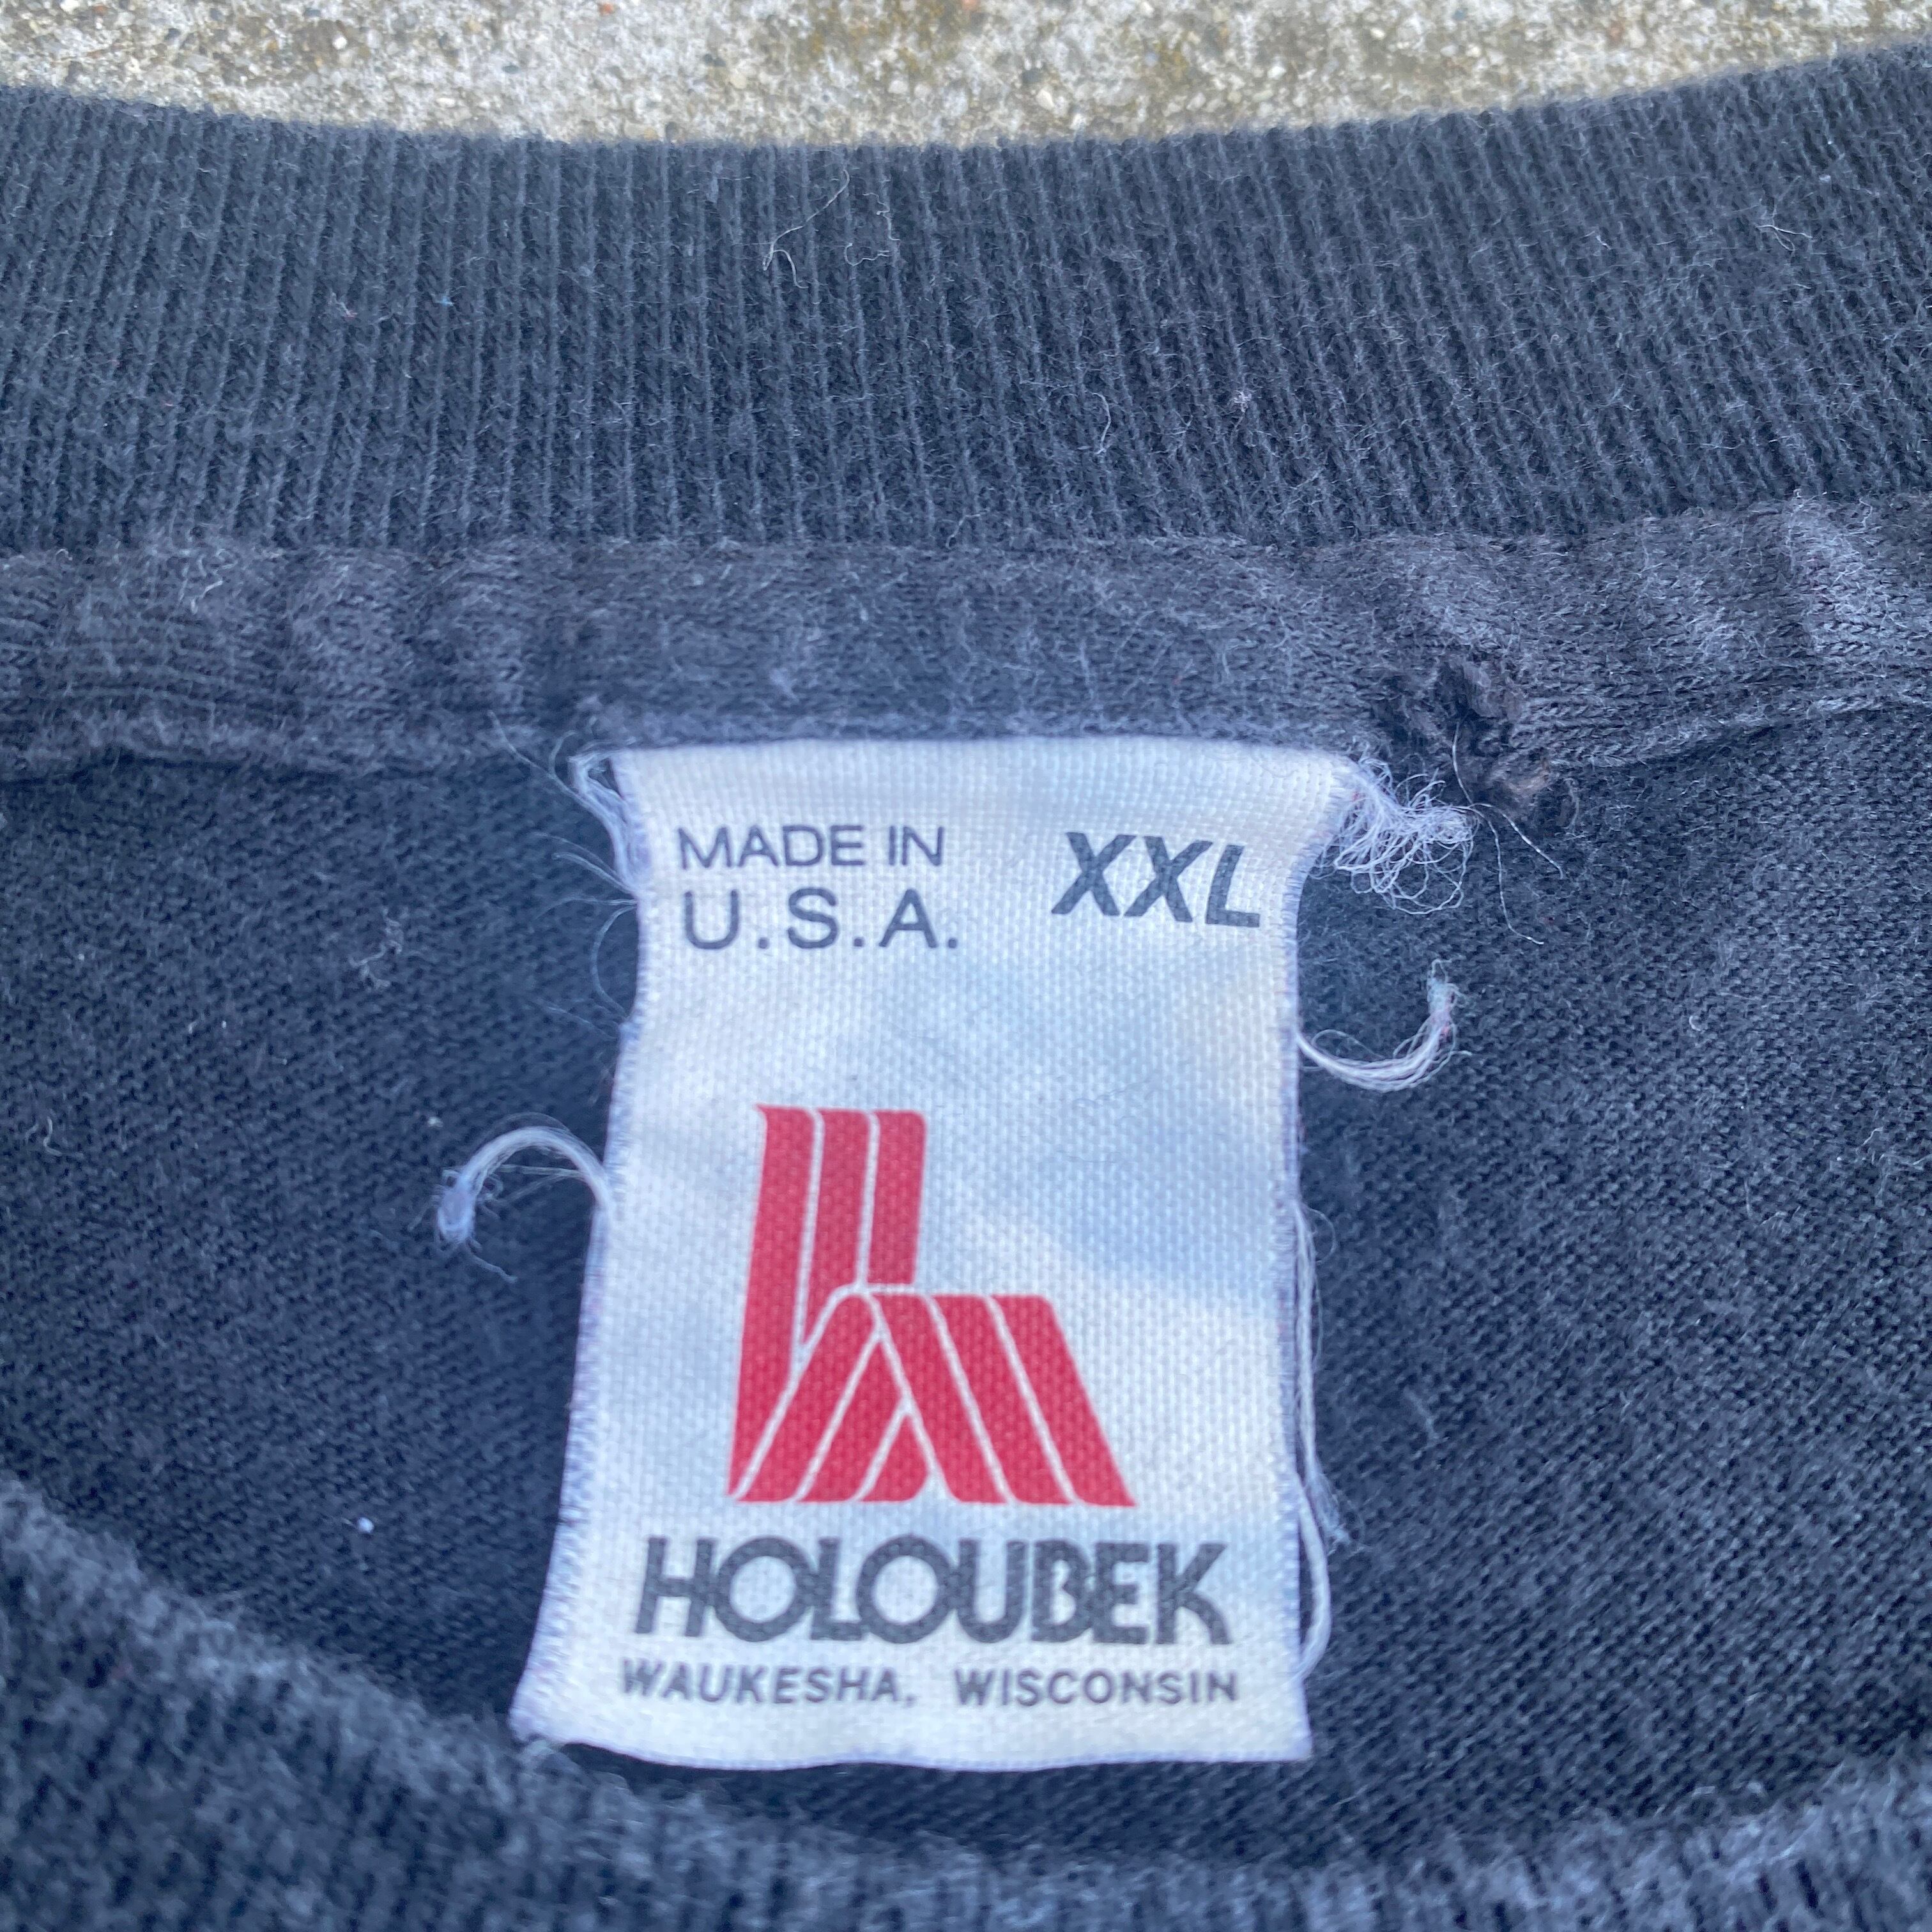 MADE IN
U.S.A.
XXL
HOLOUBEK
WAUKESHA, WISCONSIN